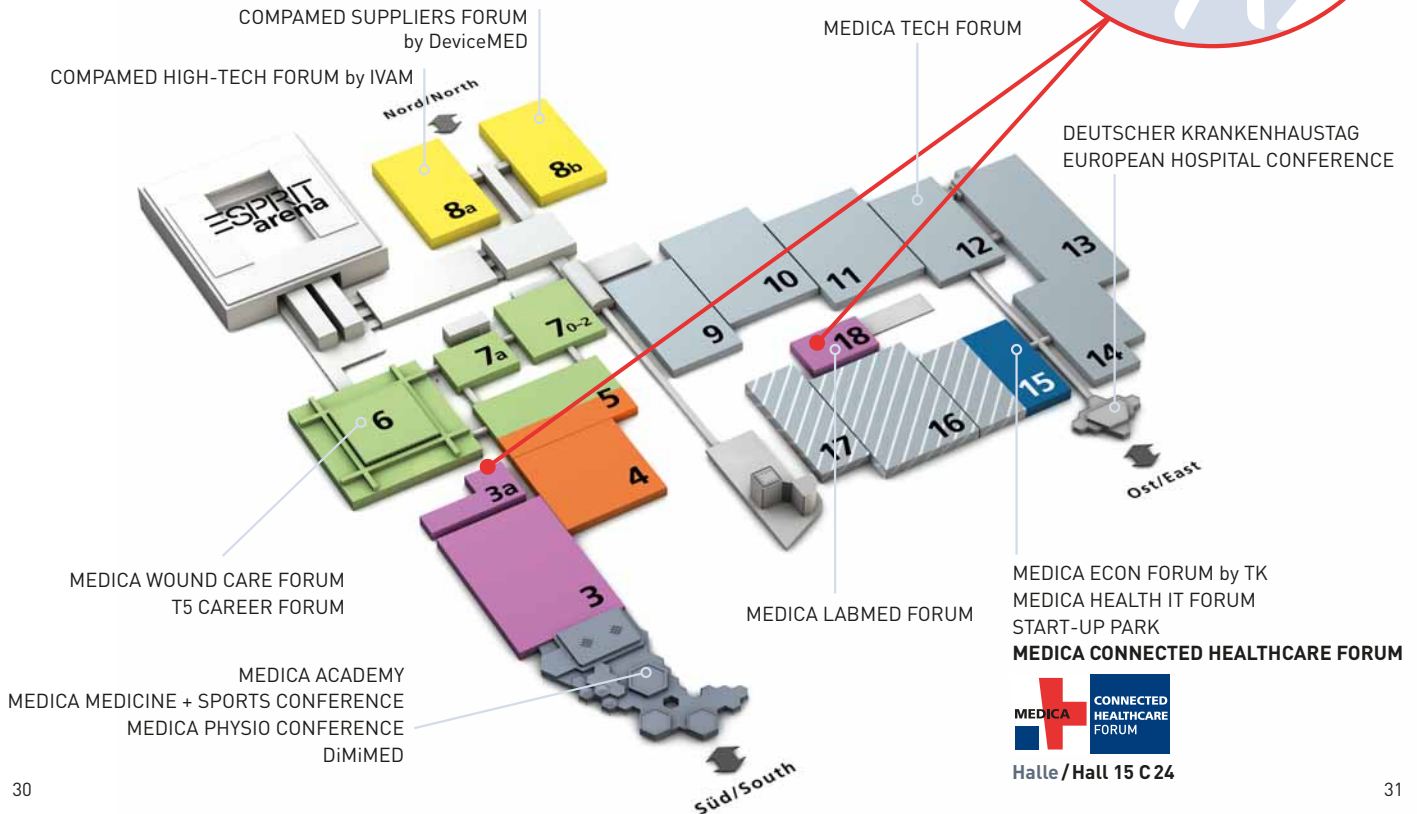 COMPAMED SUPPLIERS FORUM
by DeviceMED
MEDICA TECH FORUM
COMPAMED HIGH-TECH FORUM by IVAM
Nord/North
DEUTSCHER KRANKENHAUSTAG
EUROPEAN HOSPITAL CONFERENCE
8b
8a
ESPRIT
arena
13
12
11
10
9
7 0–2
7a
18
14
15
16
17
6
5
4
3a
3
Ost/East
MEDICA WOUND CARE FORUM
T5 CAREER FORUM
MEDICA LABMED FORUM
MEDICA ECON FORUM by TK
MEDICA HEALTH IT FORUM
START-UP PARK
MEDICA CONNECTED HEALTHCARE FORUM
MEDICA ACADEMY
MEDICA MEDICINE + SPORTS CONFERENCE
MEDICA PHYSIO CONFERENCE
DiMiMED
MEDICA
CONNECTED
HEALTHCARE
FORUM
Halle / Hall 15 C 24
Süd/South
30
31